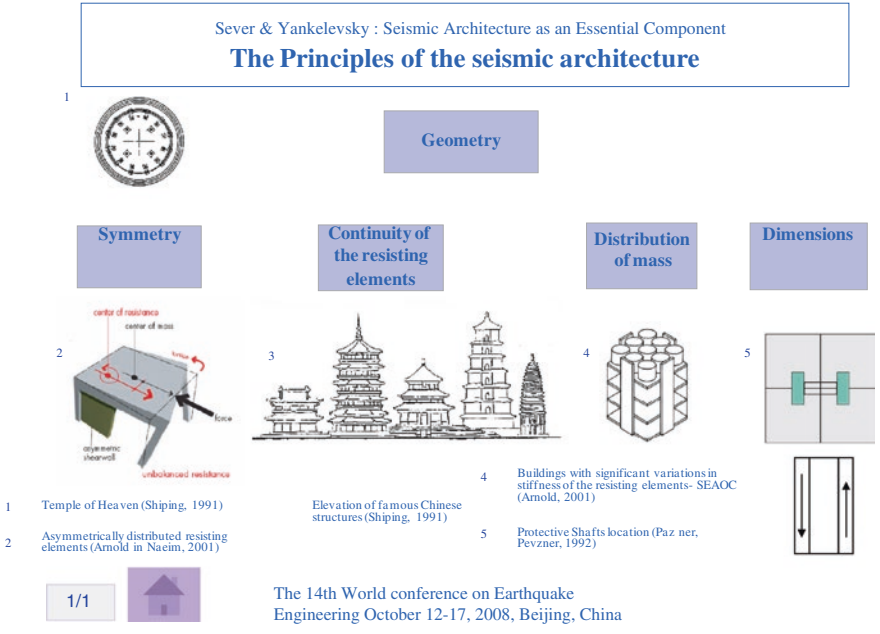 Sever & Yankelevsky : Seismic Architecture as an Essential Component
The Principles of the seismic architecture
1
Geometry
Symmetry
Continuity of
the resisting
elements
Distribution
of mass
Dimensions
center of resistance
center of mass
torsion
2
force
asymmetric
shearwall
unbalanced resistance
3
4
5
1 Temple of Heaven (Shiping, 1991)
2 Asymmetrically distributed resisting
elements (Arnold in Naeim, 2001)
Elevation of famous Chinese
structures (Shiping, 1991)
4 Buildings with significant variations in
stiffness of the resisting elements- SEAOC
(Arnold, 2001)
5 Protective Shafts location (Paz ner,
Pevzner, 1992)
1/1
The 14th World conference on Earthquake
Engineering October 12-17, 2008, Beijing, China